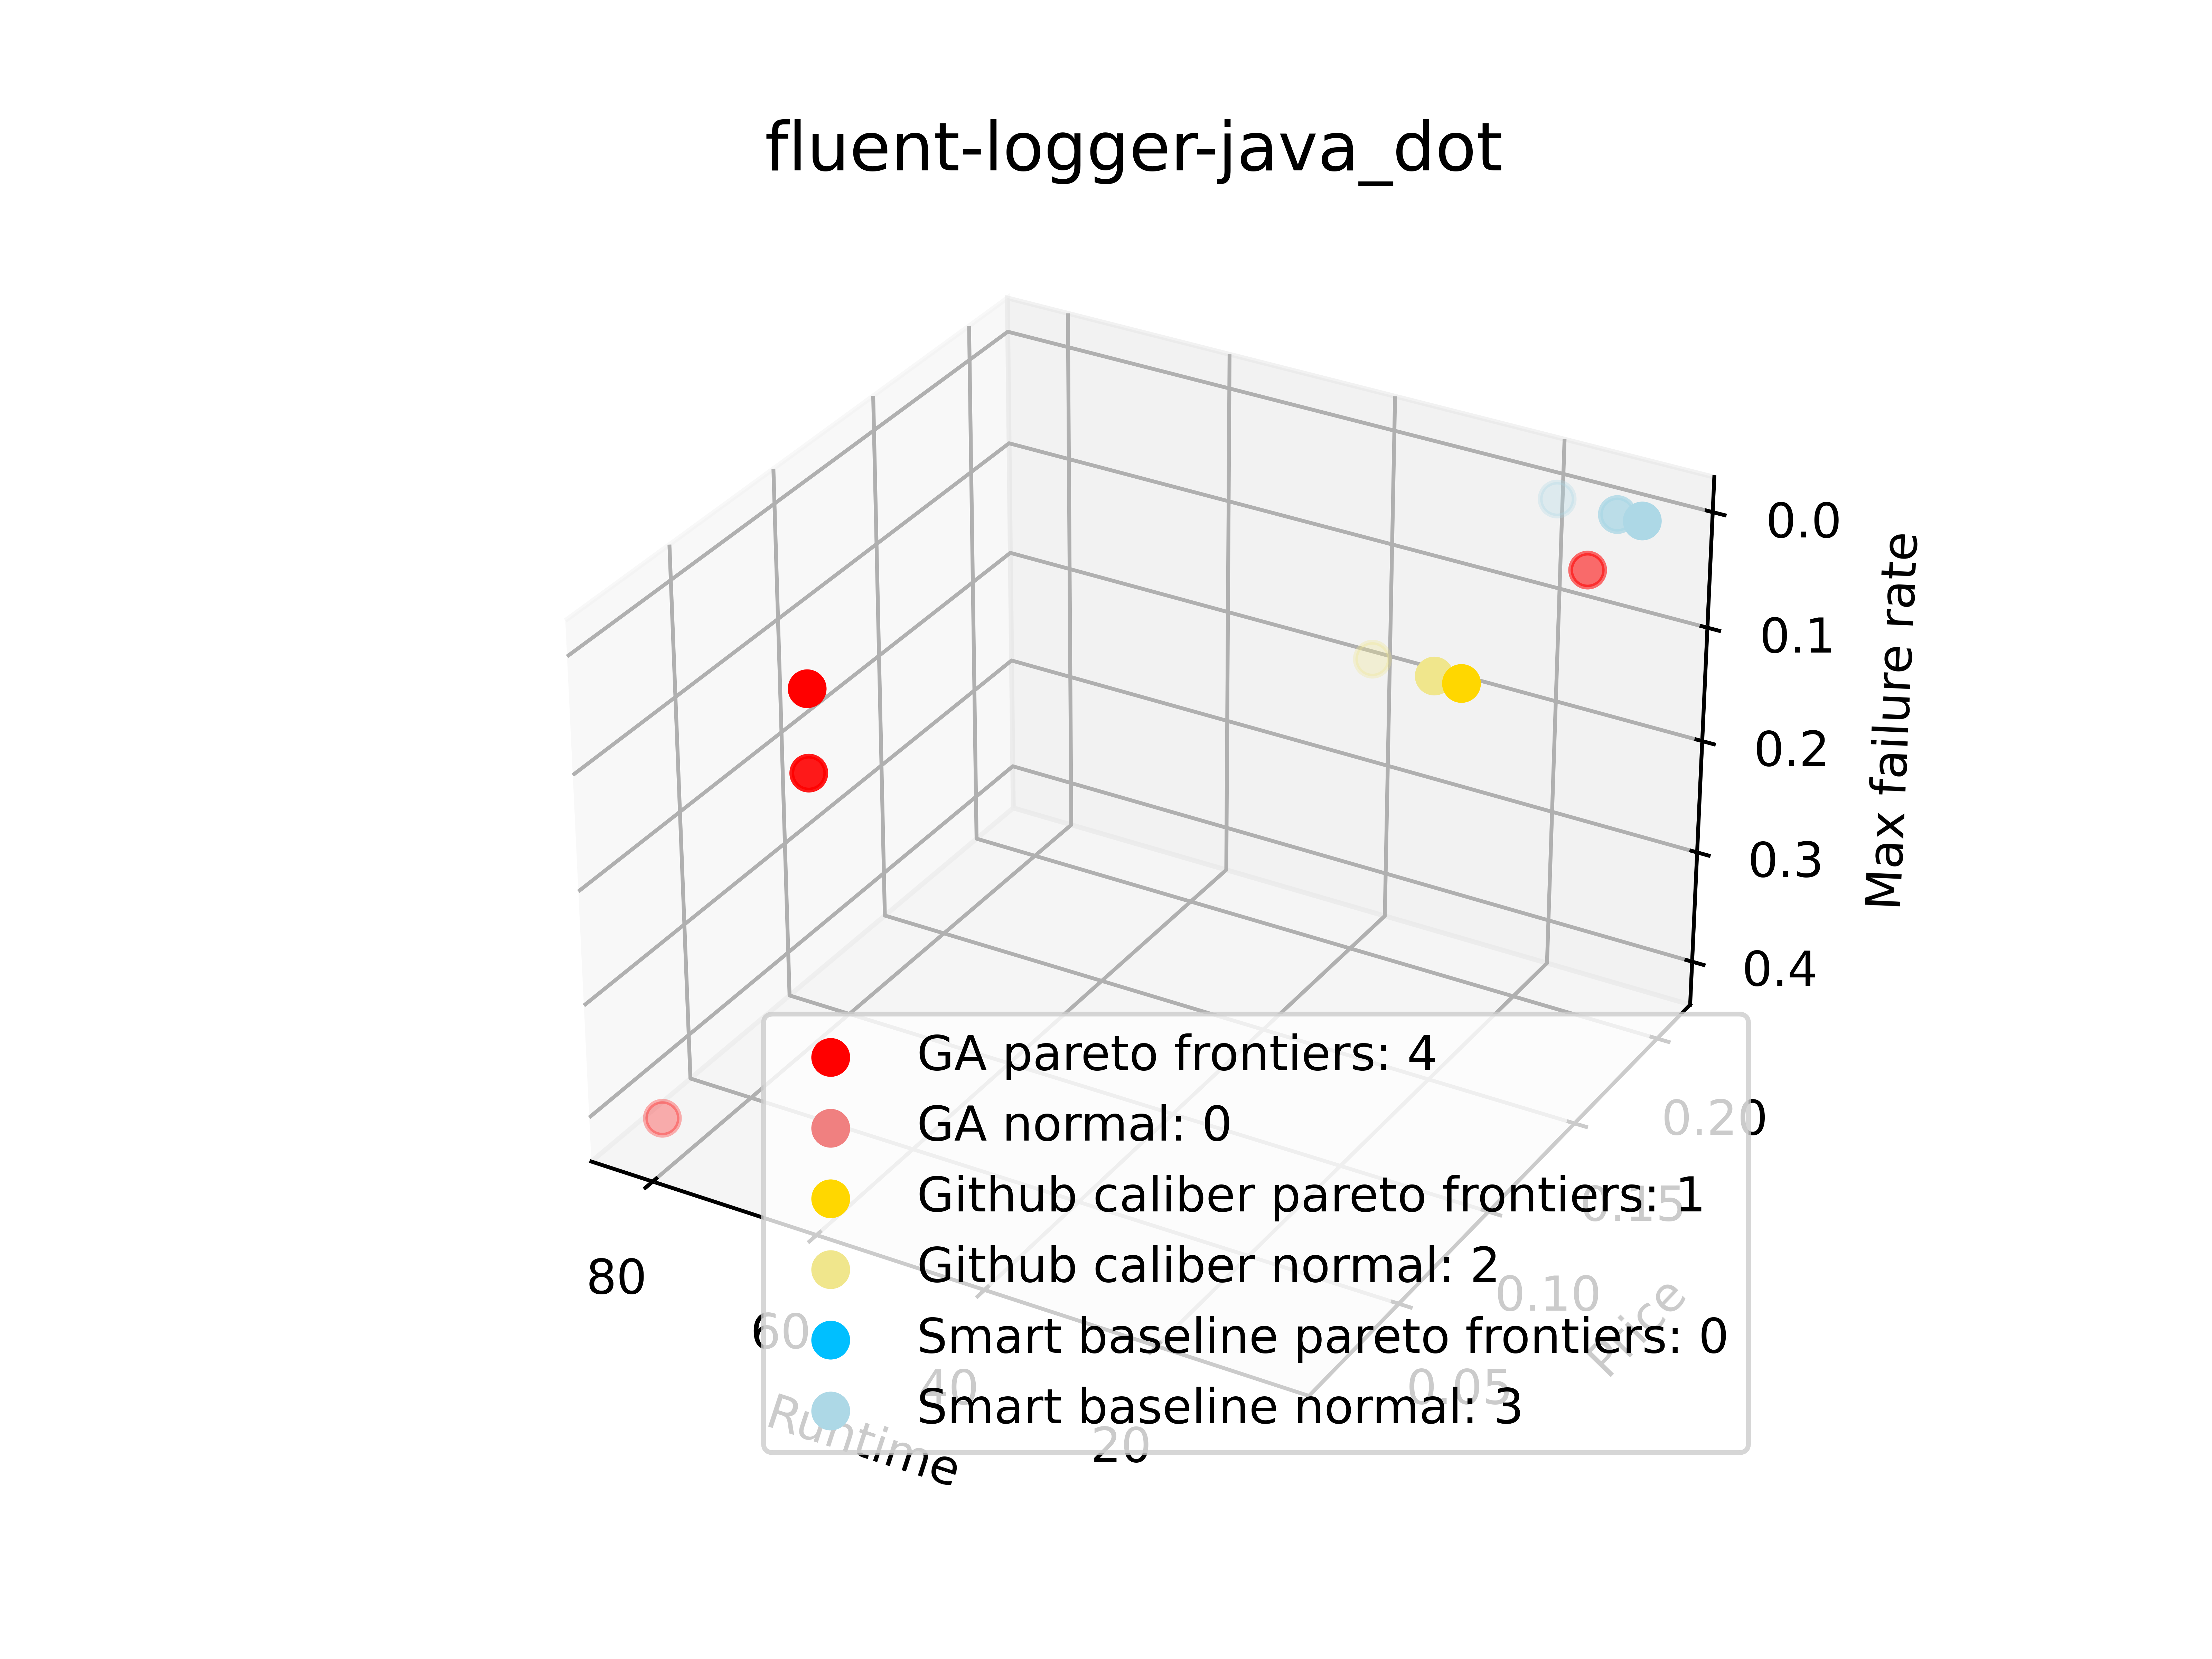 fluent-logger-java_dot
0.0
0.1
0.2
0.3
0.4
Max failure rate
GA pareto frontiers: 4
GA normal: 0
Github caliber pareto frontiers: 1
Github caliber normal: 2
Smart baseline pareto frontiers: 0
Smart baseline normal: 3
80
60
40
20
Runtime
0.20
0.15
0.10
0.05
Price